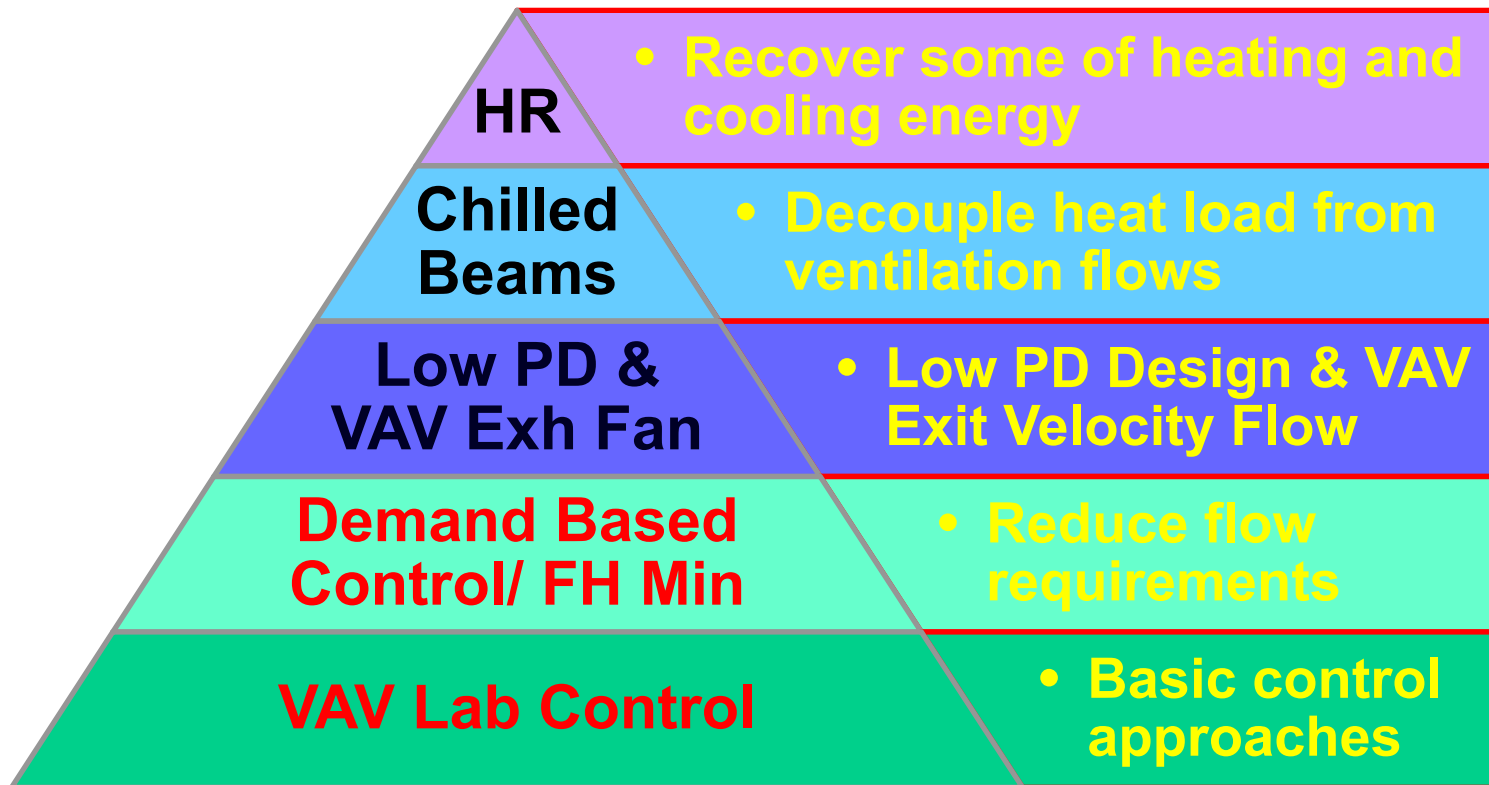 HR
• Recover some of heating and
cooling energy
Chilled
Beams
• Decouple heat load from
ventilation flows
Low PD &
VAV Exh Fan
• Low PD Design & VAV
Exit Velocity Flow
Demand Based
Control/ FH Min
• Reduce flow
requirements
VAV Lab Control
• Basic control
approaches